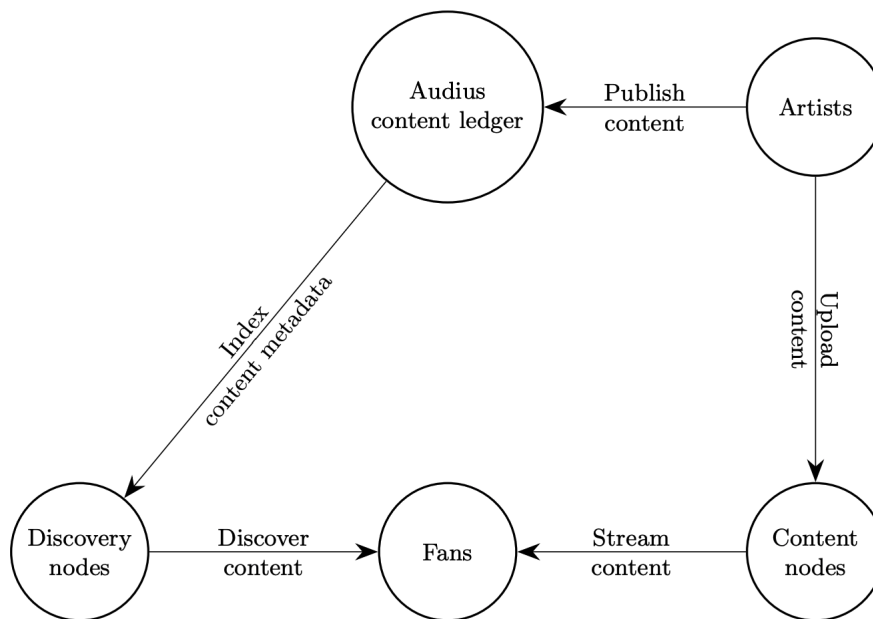 Audius
content ledger
Publish
content
Artists
Index
content metadata
Upload
content
Discovery
nodes
Discover
content
Fans
Stream
content
Content
nodes